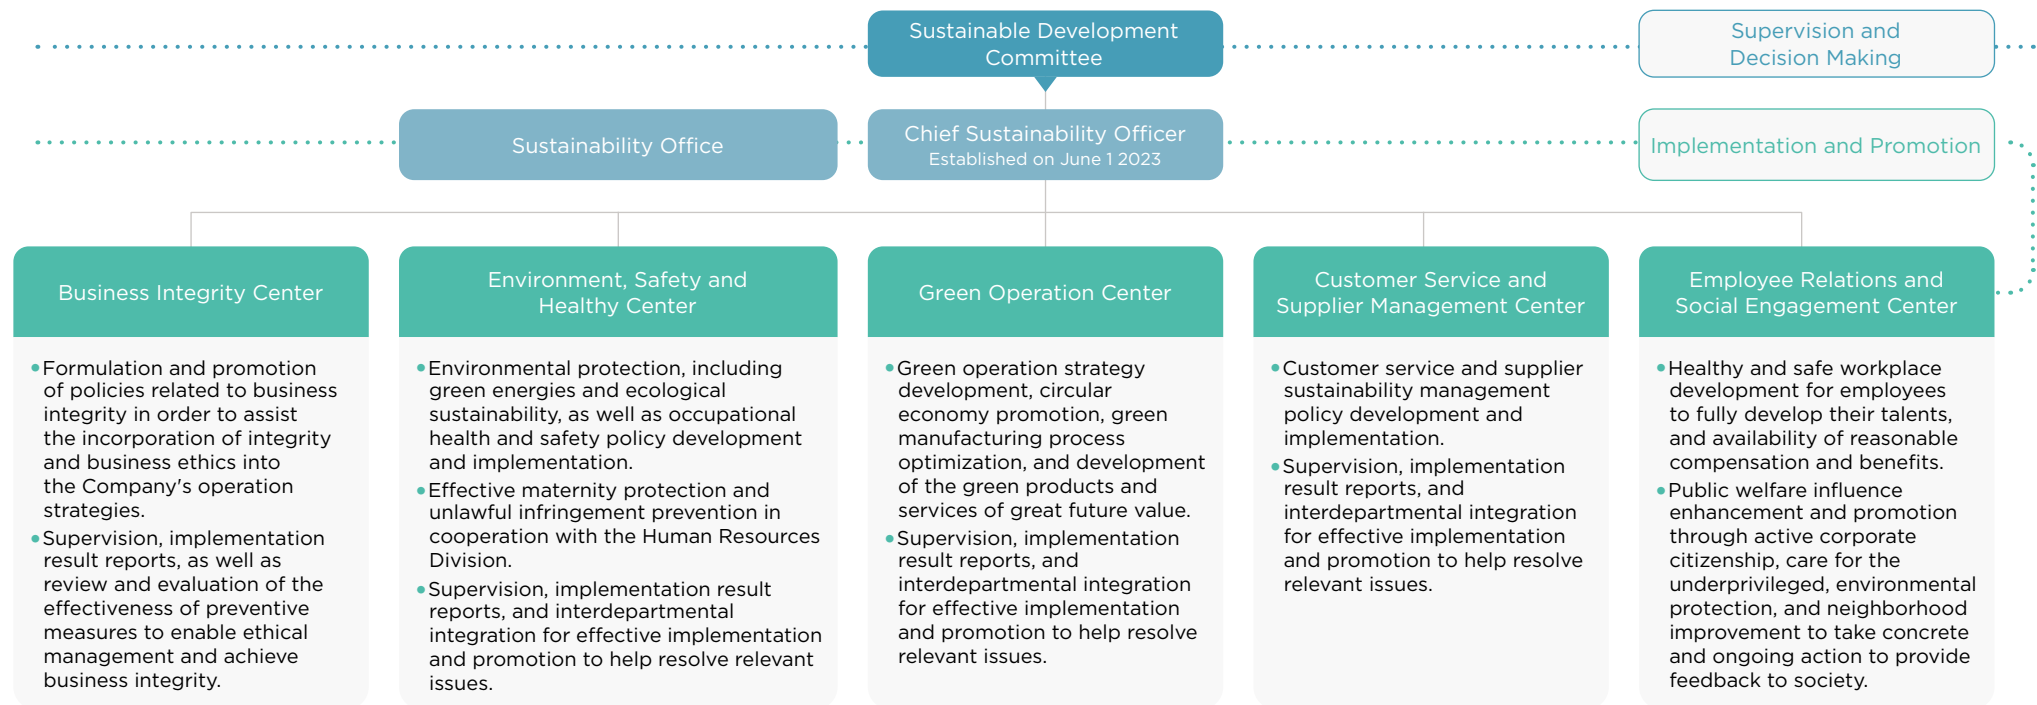 Sustainable Development
Committee
Supervision and
Decision Making
Sustainability Office
Chief Sustainability Officer
Established on June 1 2023
Implementation and Promotion
Business Integrity Center
•Formulation and promotion
of policies related to business
integrity in order to assist
the incorporation of integrity
and business ethics into
the Company's operation
strategies.
•Supervision, implementation
result reports, as well as
review and evaluation of the
effectiveness of preventive
measures to enable ethical
management and achieve
business integrity.
Environment, Safety and
Healthy Center
•Environmental protection, including
green energies and ecological
sustainability, as well as occupational
health and safety policy development
and implementation.
•Effective maternity protection and
unlawful infringement prevention in
cooperation with the Human Resources
Division.
•Supervision, implementation result
reports, and interdepartmental
integration for effective implementation
and promotion to help resolve relevant
issues.
Green Operation Center
•Green operation strategy
development, circular
economy promotion, green
manufacturing process
optimization, and development
of the green products and
services of great future value.
•Supervision, implementation
result reports, and
interdepartmental integration
for effective implementation
and promotion to help resolve
relevant issues.
Customer Service and
Supplier Management Center
•Customer service and supplier
sustainability management
policy development and
implementation.
•Supervision, implementation
result reports, and
interdepartmental integration
for effective implementation
and promotion to help resolve
relevant issues.
Employee Relations and
Social Engagement Center
•Healthy and safe workplace
development for employees
to fully develop their talents,
and availability of reasonable
compensation and benefits.
•Public welfare influence
enhancement and promotion
through active corporate
citizenship, care for the
underprivileged, environmental
protection, and neighborhood
improvement to take concrete
and ongoing action to provide
feedback to society.